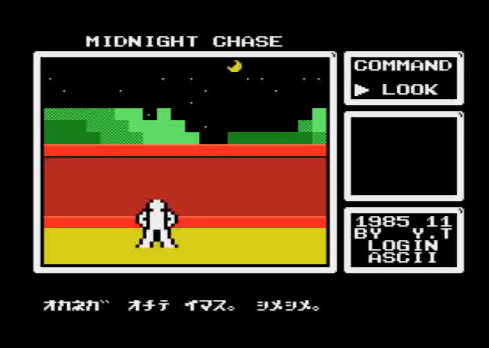 MIDNIGHT CHASE
COMMAND
▶ LOOK
1985 11
BY Y.T
LOGIN
ASCII
オカネガ オチテ イマス。 シメシメ。